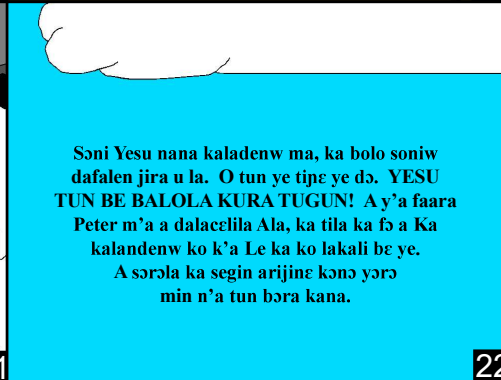 Sɔni Yesu nana kaladenw ma, ka bolo soniw
dafalen jira u la. O tun ye tiɲɛ ye dɔ. YESU
TUN BE BALOLA KURA TUGUN! A y’a faara
Peter m’a a dalacɛlila Ala, ka tila ka fɔ a Ka
kalandenw ko k’a Le ka ko lakali bɛ ye.
A sɔrɔla ka segin arijinɛ kɔnɔ yɔrɔ
min n’a tun bɔra kana.
1
22